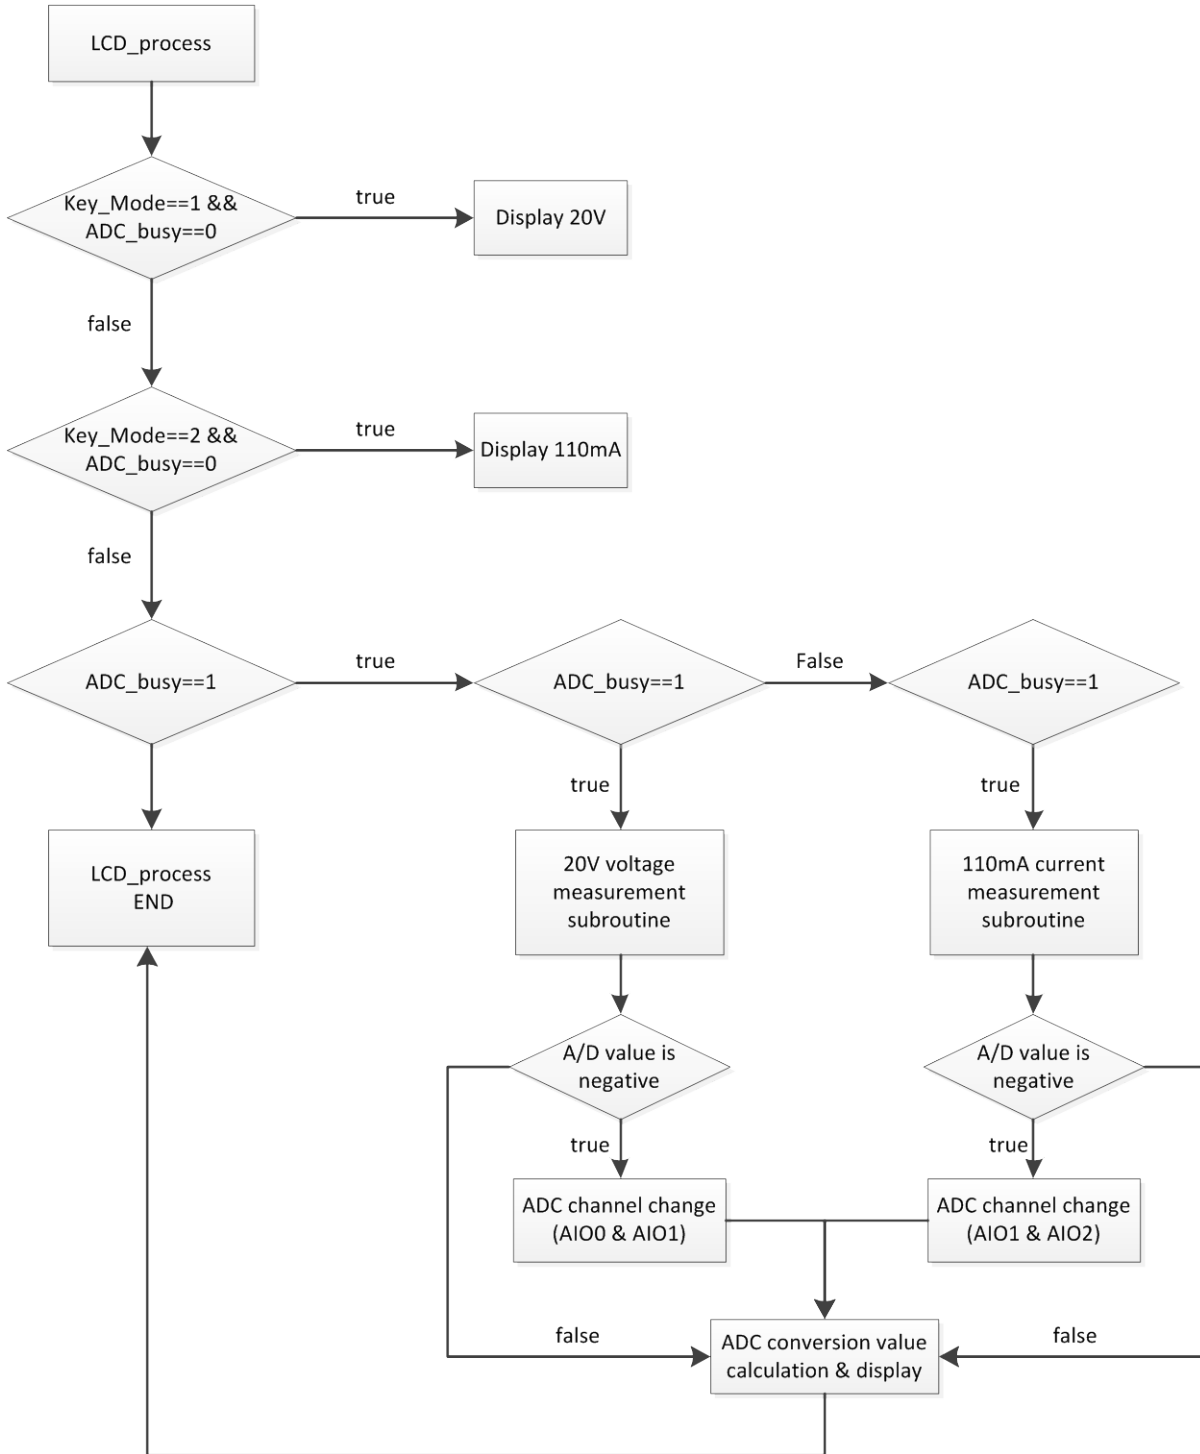 LCD_process
Key_Mode==1 &&
ADC_busy==0
true
Display 20V
false
Key_Mode==2 &&
ADC_busy==0
true
Display 110mA
false
ADC_busy==1
true
ADC_busy==1
False
ADC_busy==1
true
true
LCD_process
END
20V voltage
measurement
subroutine
110mA current
measurement
subroutine
A/D value is
negative
A/D value is
negative
true
true
ADC channel change
(AIO0 & AIO1)
ADC channel change
(AIO1 & AIO2)
false
ADC conversion value
calculation & display
false